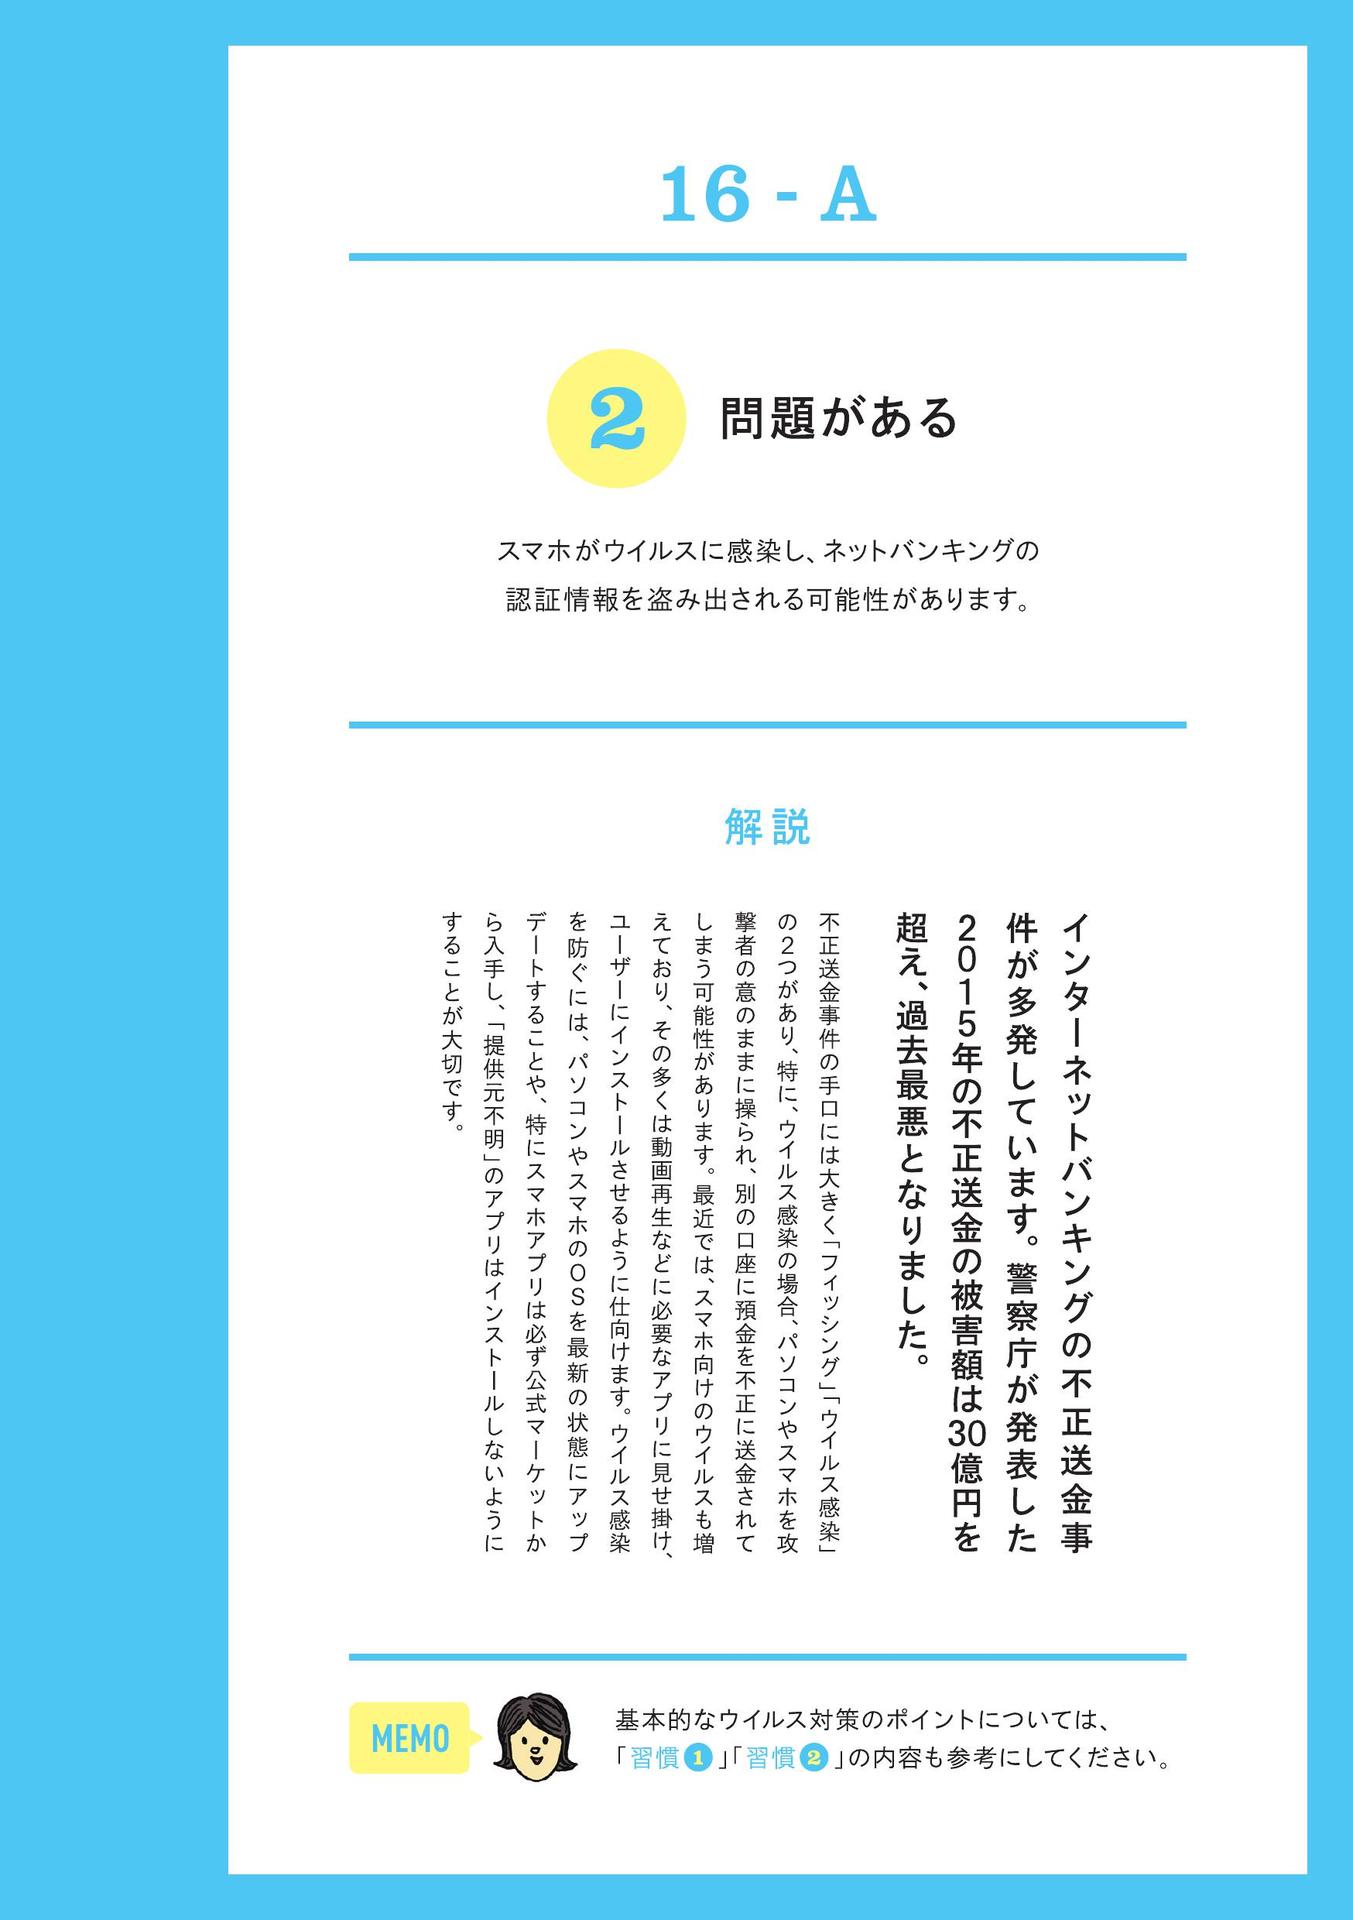 16 - A
2 問題がある
スマホがウイルスに感染し、ネットバンキングの
認証情報を盗み出される可能性があります。
解説
インターネットバンキングの不正送金事
件が多発しています。警察庁が発表した
2015年の不正送金の被害額は30億円を
超え、過去最悪となりました。
不正送金事件の手口には大きく「フィッシング」「ウイルス感染」
の2つがあり、特に、ウイルス感染の場合、パソコンやスマホを攻
撃者の意のままに操られ、別の口座に預金を不正に送金されて
しまう可能性があります。最近では、スマホ向けのウイルスも増
えており、その多くは動画再生などに必要なアプリに見せ掛け、
ユーザーにインストールさせるように仕向けます。ウイルス感染
を防ぐには、パソコンやスマホのOSを最新の状態にアップ
デートすることや、特にスマホアプリは必ず公式マーケットか
ら入手し、「提供元不明」のアプリはインストールしないように
することが大切です。
MEMO
基本的なウイルス対策のポイントについては、
「習慣1」「習慣2」の内容も参考にしてください。